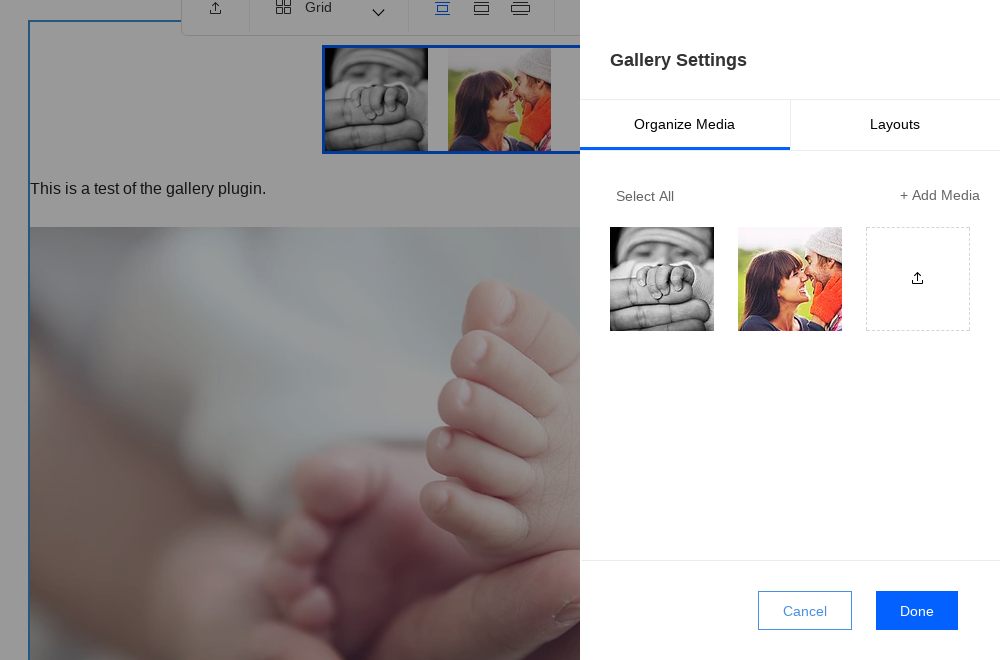 Grid
Gallery Settings
Organize Media
Layouts
This is a test of the gallery plugin.
Select All
+ Add Media
Cancel
Done